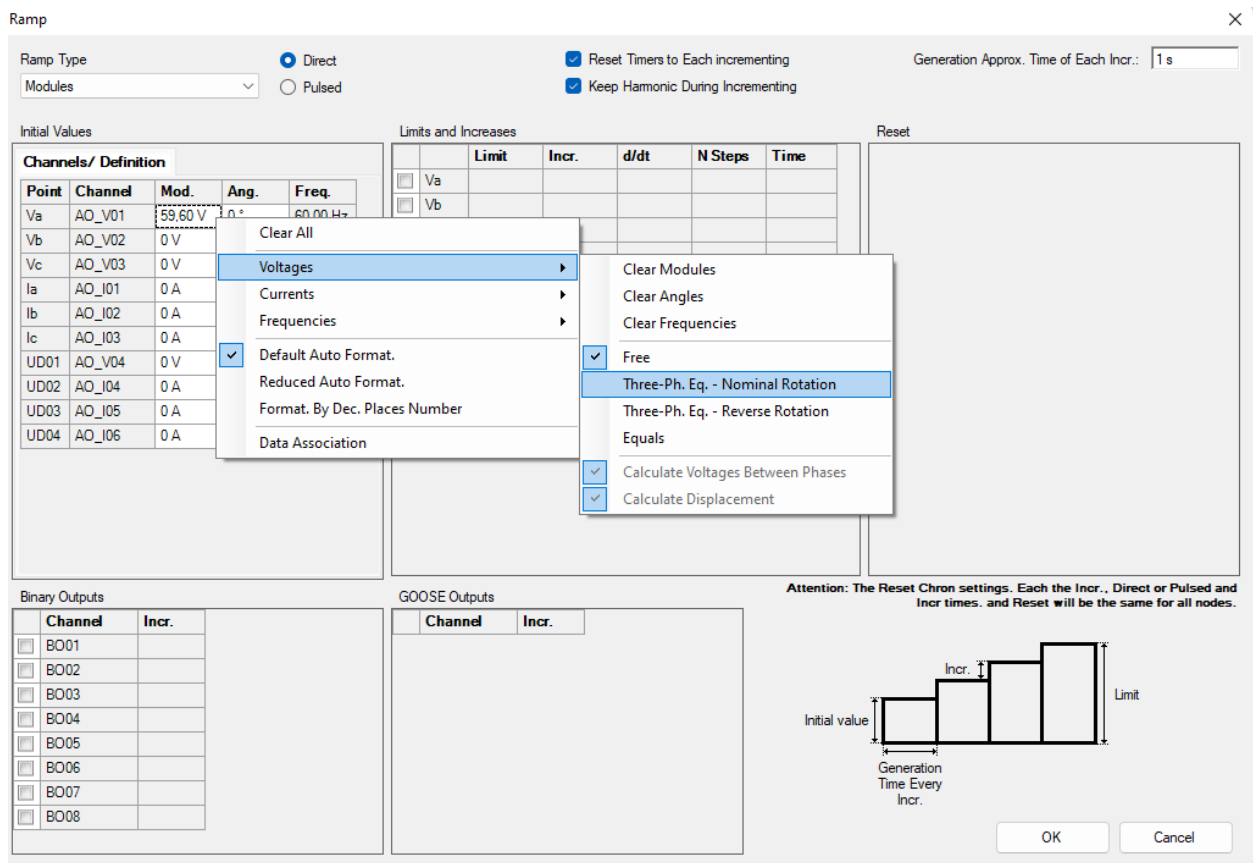 Ramp
Ramp Type
Modules
Direct
Pulsed
Reset Timers to Each incrementing
Keep Harmonic During Incrementing
Generation Approx. Time of Each Incr.: 1 s
Initial Values
Channels/ Definition
Point Channel Mod. Ang. Freq.
Va AO_V01 59,60 V 0 ° 60,00 Hz
Vb AO_V02 0 V
Vc AO_V03 0 V
Ia AO_I01 0 A
Ib AO_I02 0 A
Ic AO_I03 0 A
UD01 AO_V04 0 V
UD02 AO_I04 0 A
UD03 AO_I05 0 A
UD04 AO_I06 0 A
Clear All
Voltages
Currents
Frequencies
Default Auto Format.
Reduced Auto Format.
Format. By Dec. Places Number
Data Association
Limits and Increases
Limit Incr. d/dt N Steps Time
Va
Vb
Clear Modules
Clear Angles
Clear Frequencies
Free
Three-Ph. Eq. - Nominal Rotation
Three-Ph. Eq. - Reverse Rotation
Equals
Calculate Voltages Between Phases
Calculate Displacement
Reset
Binary Outputs
Channel Incr.
BO01
BO02
BO03
BO04
BO05
BO06
BO07
BO08
GOOSE Outputs
Channel Incr.
Attention: The Reset Chron settings. Each the Incr., Direct or Pulsed and
Incr times. and Reset will be the same for all nodes.
Incr.
Limit
Initial value
Generation
Time Every
Incr.
OK
Cancel